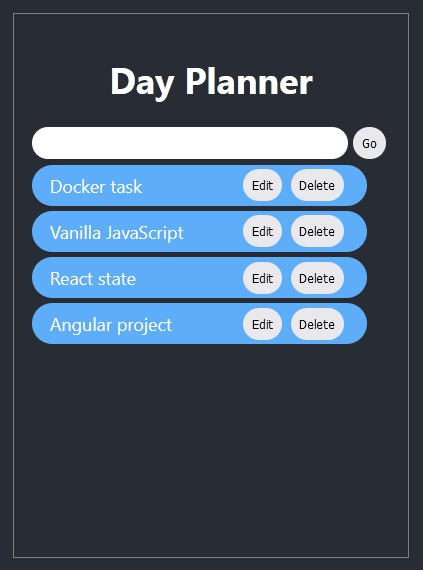 Day Planner
Go
Docker task Edit Delete
Vanilla JavaScript Edit Delete
React state Edit Delete
Angular project Edit Delete